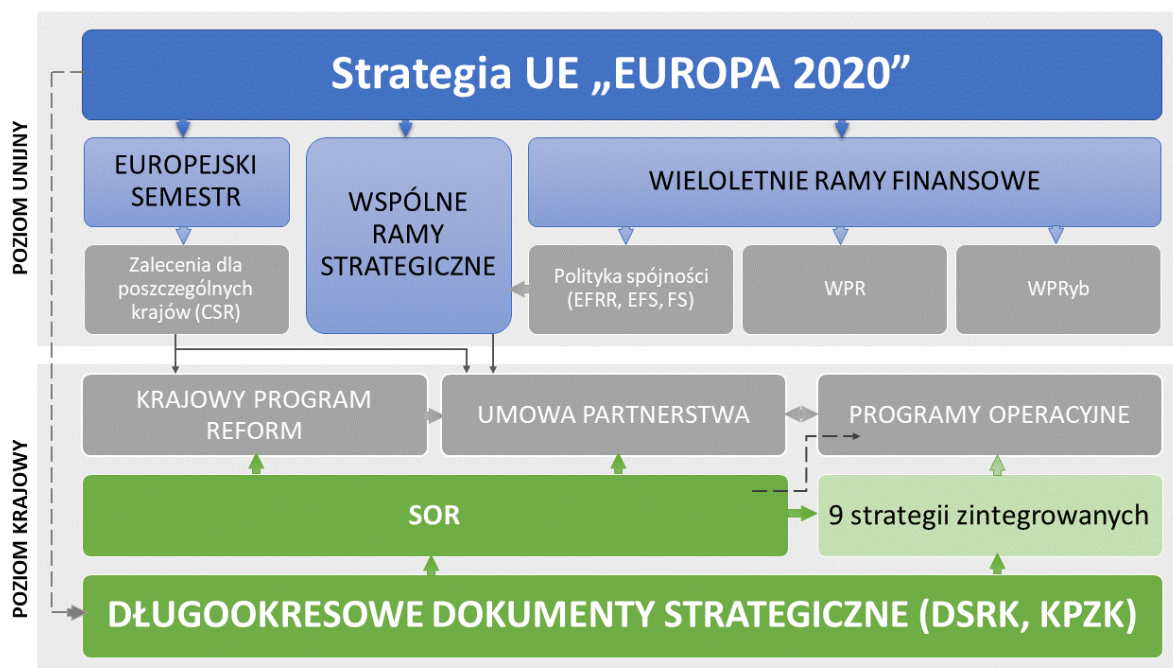 POZIOM UNIJNY
Strategia UE „EUROPA 2020”
EUROPEJSKI
SEMESTR
WSPÓLNE
RAMY
STRATEGICZNE
WIELOLETNIE RAMY FINANSOWE
Zalecenia dla
poszczególnych
krajów (CSR)
Polityka spójności
(EFRR, EFS, FS)
WPR
WPRyb
POZIOM KRAJOWY
KRAJOWY PROGRAM
REFORM
UMOWA PARTNERSTWA
PROGRAMY OPERACYJNE
SOR
9 strategii zintegrowanych
DŁUGOOKRESOWE DOKUMENTY STRATEGICZNE (DSRK, KPZK)